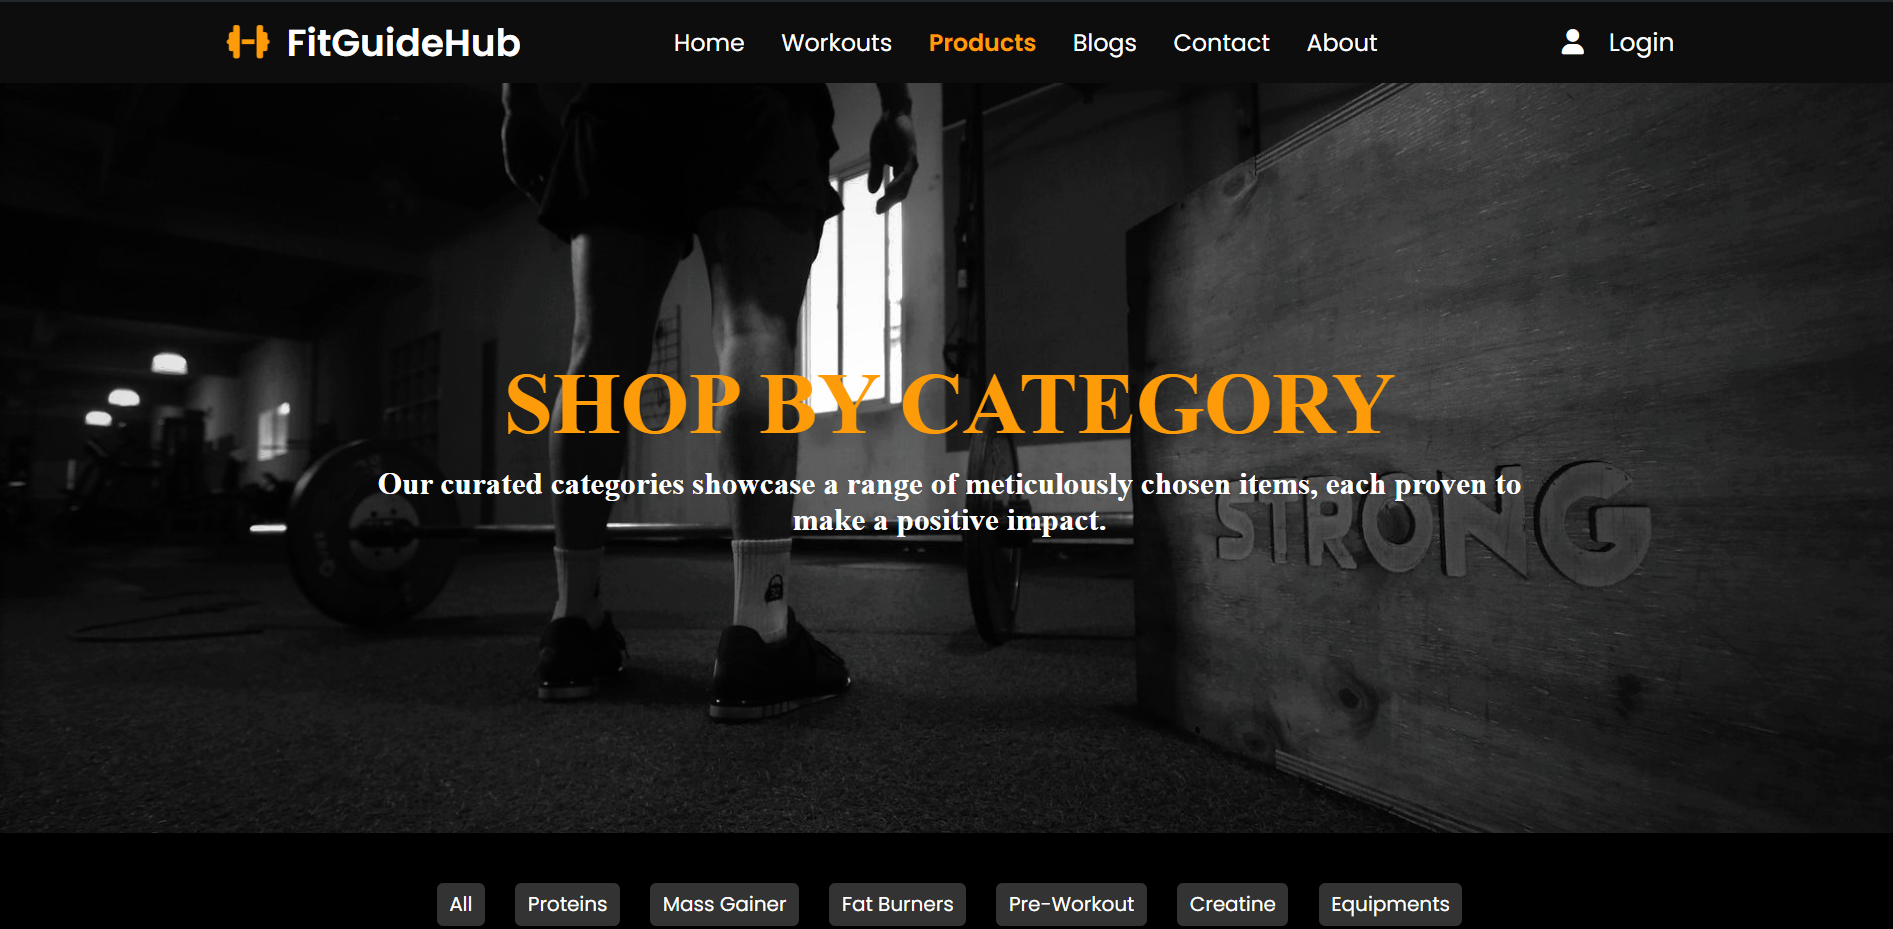 FitGuideHub
Home Workouts Products Blogs Contact About
Login
SHOP BY CATEGORY
Our curated categories showcase a range of meticulously chosen items, each proven to
make a positive impact.
STRONG
All Proteins Mass Gainer Fat Burners Pre-Workout Creatine Equipments